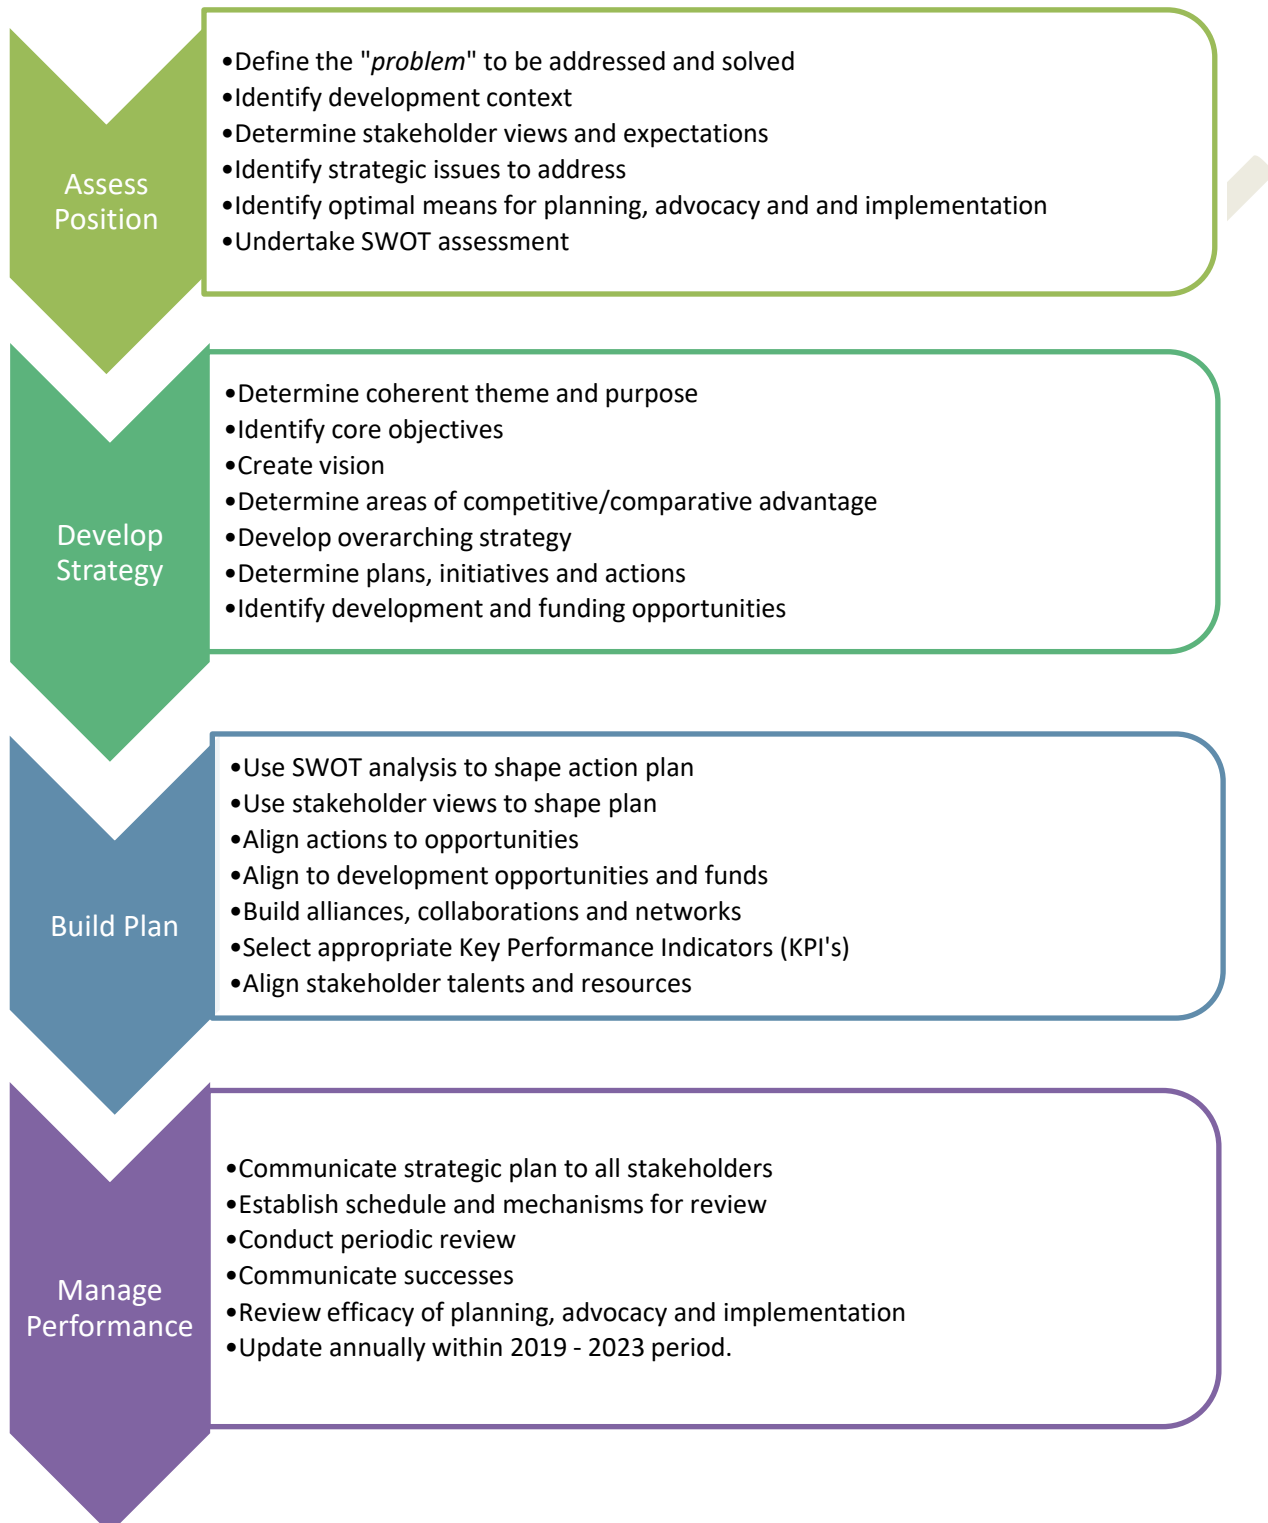 Assess
Position
•Define the "problem" to be addressed and solved
•Identify development context
•Determine stakeholder views and expectations
•Identify strategic issues to address
•Identify optimal means for planning, advocacy and and implementation
•Undertake SWOT assessment
Develop
Strategy
•Determine coherent theme and purpose
•Identify core objectives
•Create vision
•Determine areas of competitive/comparative advantage
•Develop overarching strategy
•Determine plans, initiatives and actions
•Identify development and funding opportunities
Build Plan
•Use SWOT analysis to shape action plan
•Use stakeholder views to shape plan
•Align actions to opportunities
•Align to development opportunities and funds
•Build alliances, collaborations and networks
•Select appropriate Key Performance Indicators (KPI's)
•Align stakeholder talents and resources
Manage
Performance
•Communicate strategic plan to all stakeholders
•Establish schedule and mechanisms for review
•Conduct periodic review
•Communicate successes
•Review efficacy of planning, advocacy and implementation
•Update annually within 2019 - 2023 period.